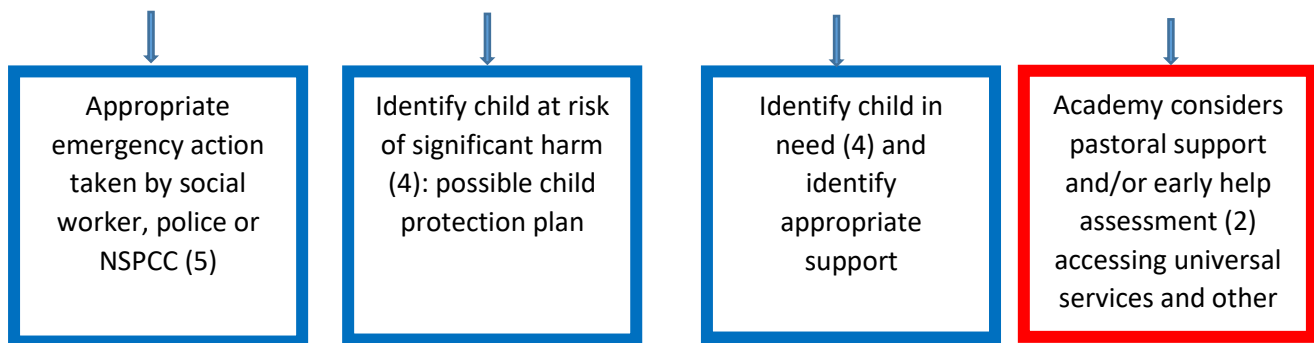 Appropriate
emergency action
taken by social
worker, police or
NSPCC (5)
Identify child at risk
of significant harm
(4): possible child
protection plan
Identify child in
need (4) and
identify
appropriate
support
Academy considers
pastoral support
and/or early help
assessment (2)
accessing universal
services and other